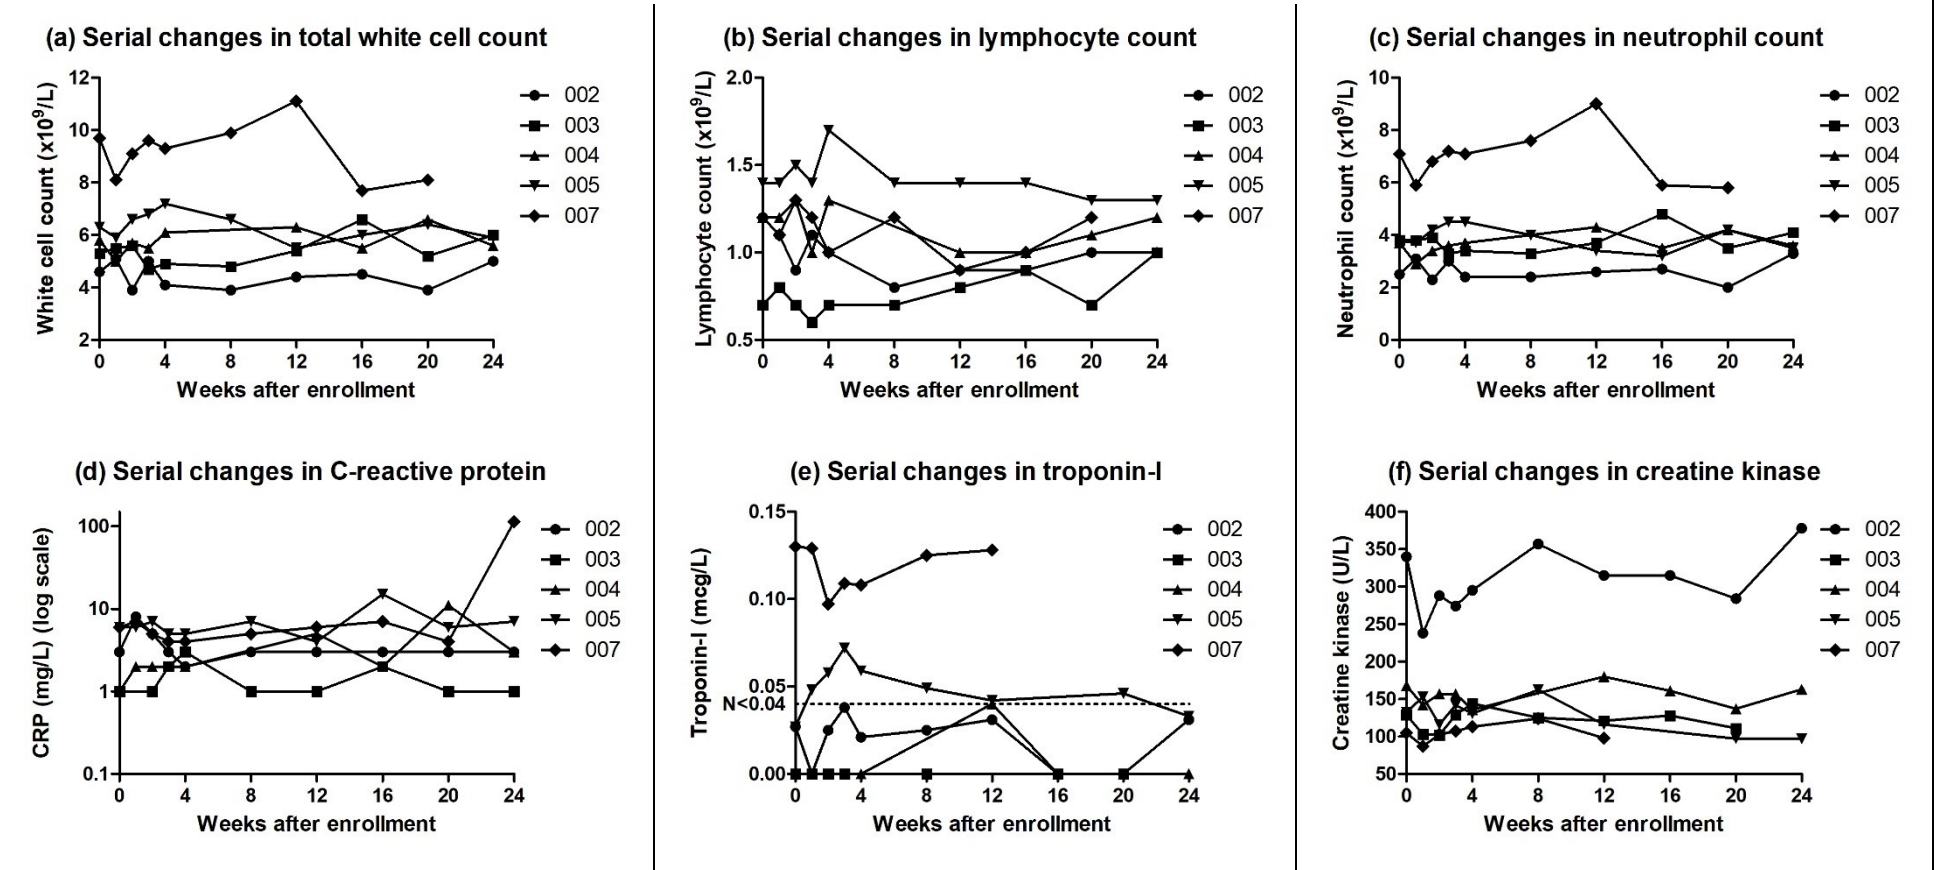 (a) Serial changes in total white cell count
White cell count (x10⁹/L)
12
10
8
6
4
2
0 4 8 12 16 20 24
Weeks after enrollment
002
003
004
005
007
(b) Serial changes in lymphocyte count
Lymphocyte count (x10⁹/L)
2.0
1.5
1.0
0.5
0 4 8 12 16 20 24
Weeks after enrollment
002
003
004
005
007
(c) Serial changes in neutrophil count
Neutrophil count (x10⁹/L)
10
8
6
4
2
0
0 4 8 12 16 20 24
Weeks after enrollment
002
003
004
005
007
(d) Serial changes in C-reactive protein
CRP (mg/L) (log scale)
100
10
1
0.1
0 4 8 12 16 20 24
Weeks after enrollment
002
003
004
005
007
(e) Serial changes in troponin-I
Troponin-I (mcg/L)
0.15
0.10
0.05
N<0.04
0.00
0 4 8 12 16 20 24
Weeks after enrollment
002
003
004
005
007
(f) Serial changes in creatine kinase
Creatine kinase (U/L)
400
350
300
250
200
150
100
50
0 4 8 12 16 20 24
Weeks after enrollment
002
003
004
005
007